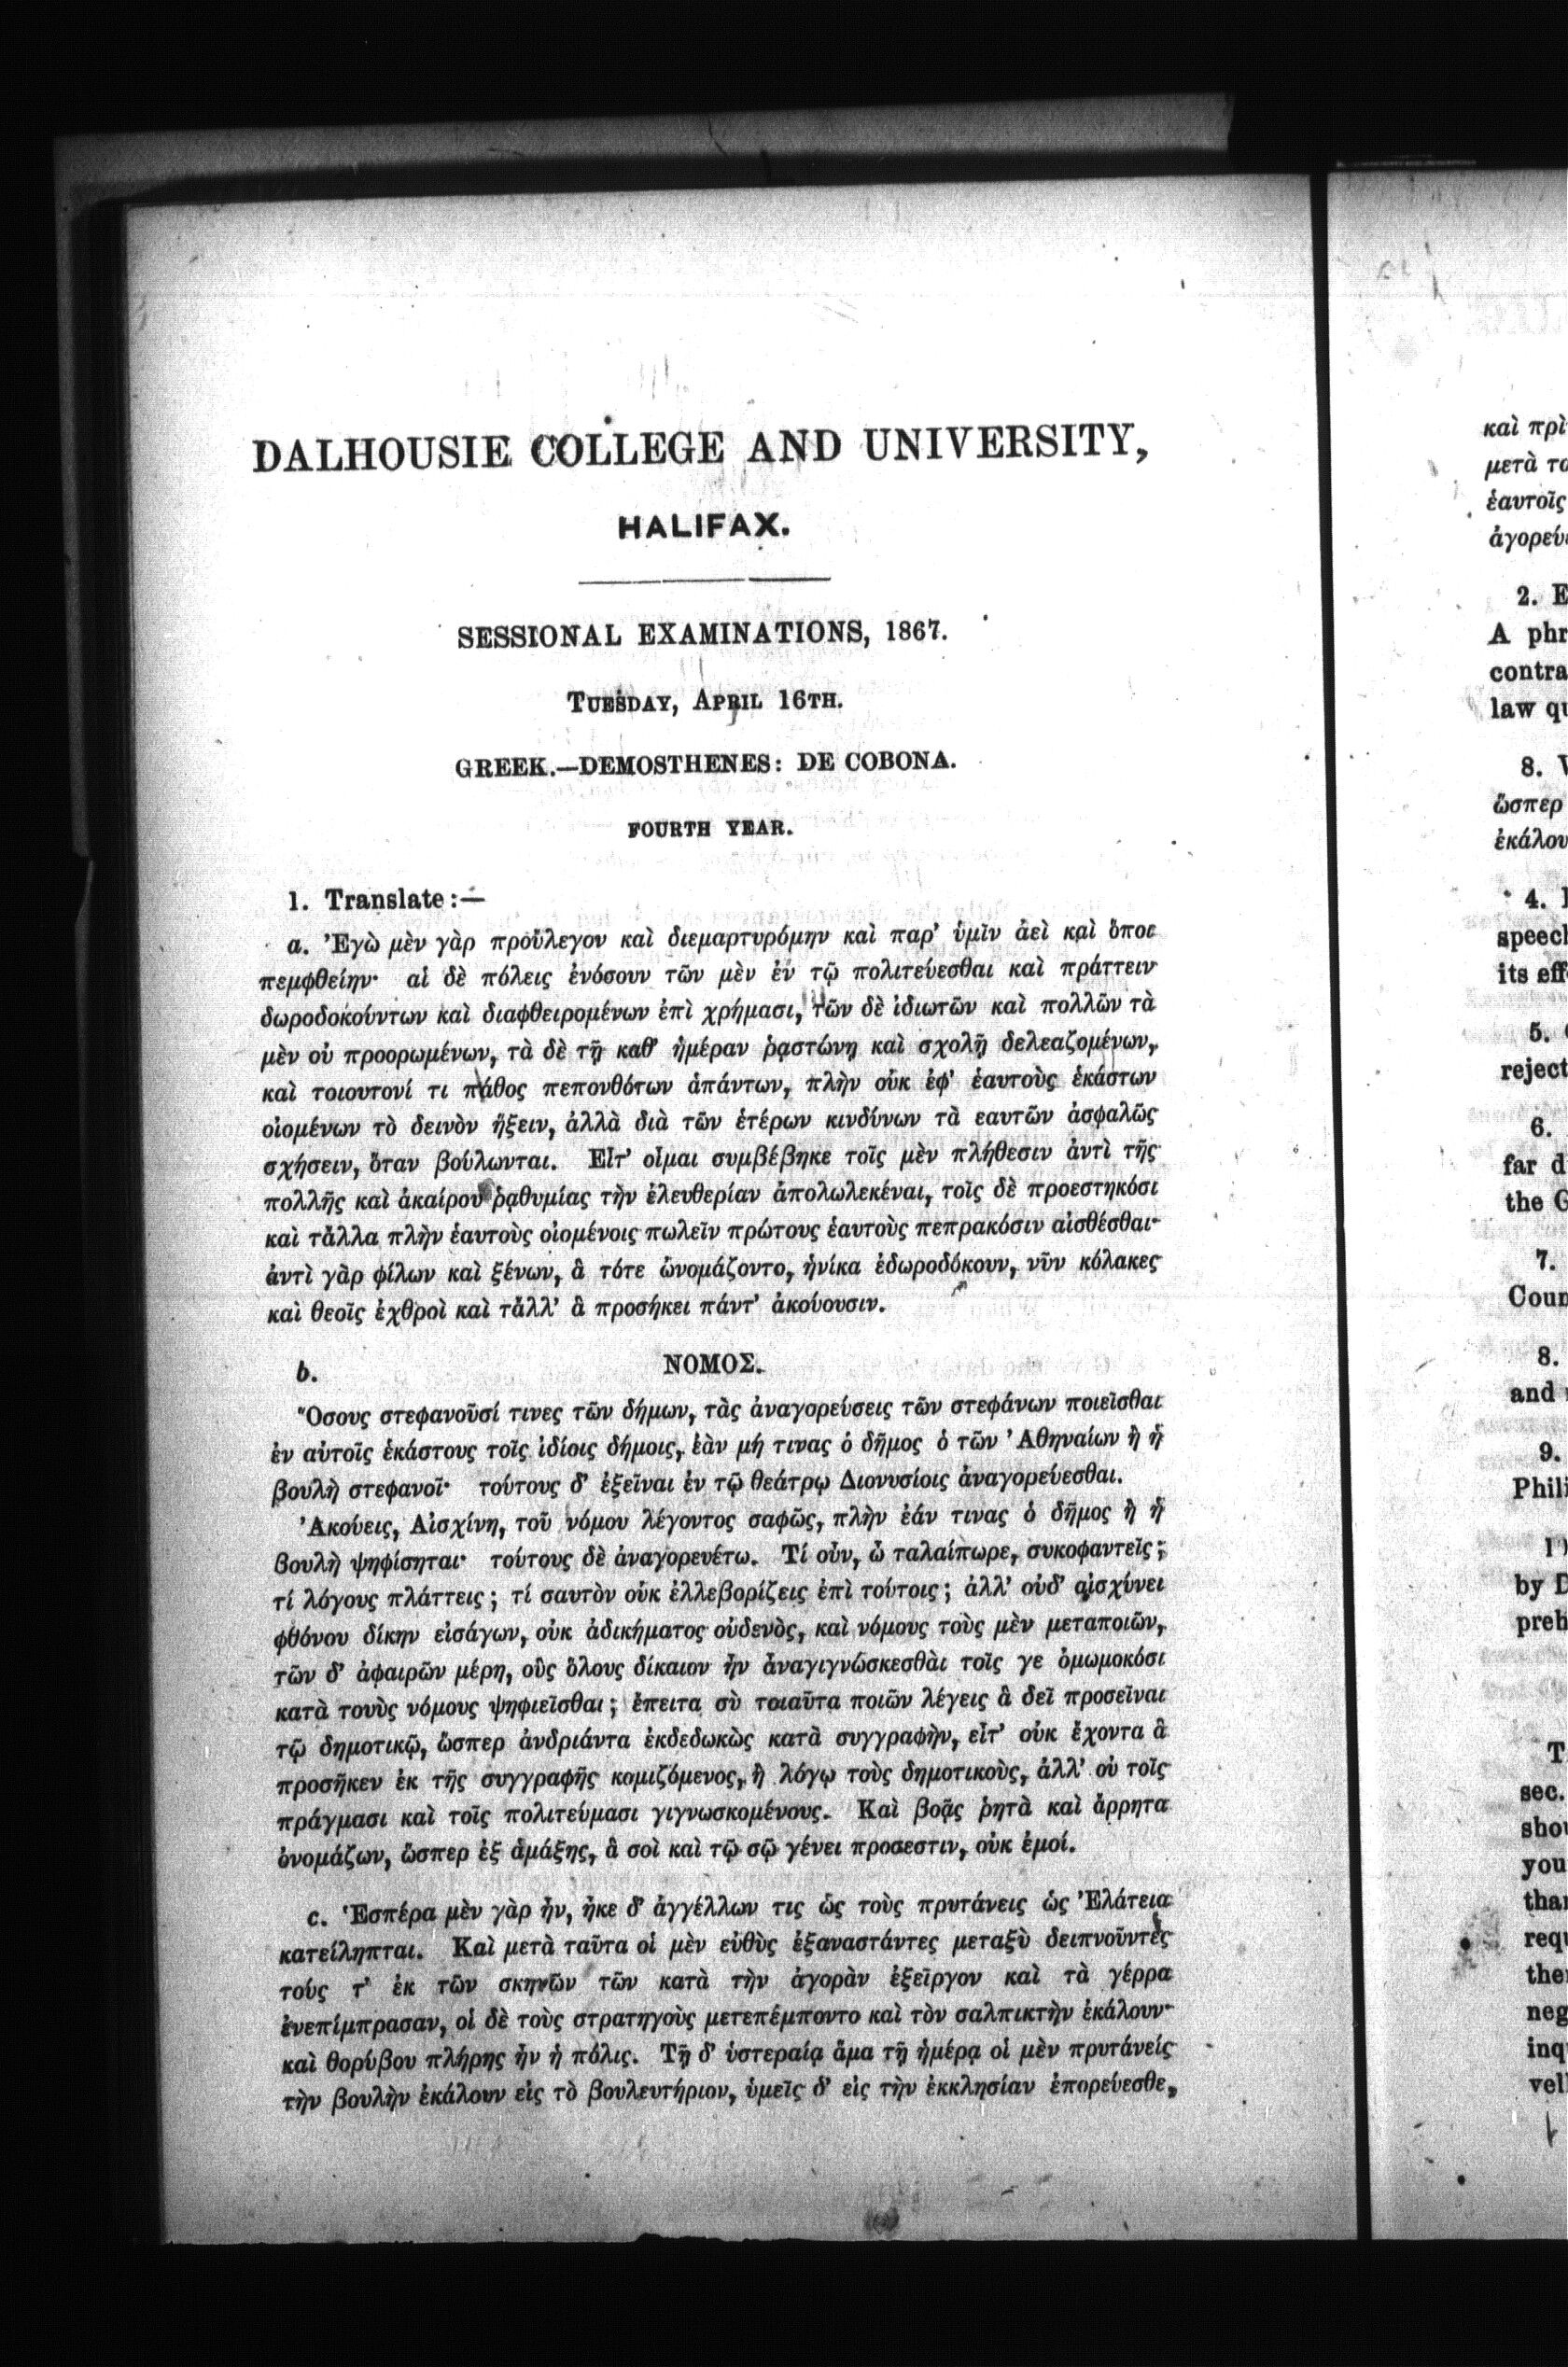 DALHOUSIE COLLEGE AND UNIVERSITY,
HALIFAX.
SESSIONAL EXAMINATIONS, 1867.
TUESDAY, APRIL 16TH.
GREEK.—DEMOSTHENES: DE COBONA.
FOURTH YEAR.
1. Translate:—
a. Ἐγὼ μὲν γὰρ προὔλεγον καὶ διεμαρτυρόμην καὶ παρ' ὑμῖν ἀεὶ καὶ ὅποι
πεμφθείην· αἱ δὲ πόλεις ἐνόσουν τῶν μὲν ἐν τῷ πολιτεύεσθαι καὶ πράττειν
δωροδοκούντων καὶ διαφθειρομένων ἐπὶ χρήμασι, τῶν δὲ ἰδιωτῶν καὶ πολλῶν τὰ
μὲν οὐ προορωμένων, τὰ δὲ τῇ καθ' ἡμέραν ῥᾳστώνῃ καὶ σχολῇ δελεαζομένων,
καὶ τοιουτονί τι πάθος πεπονθότων ἁπάντων, πλὴν οὐκ ἐφ' ἑαυτοὺς ἑκάστων
οἰομένων τὸ δεινὸν ἥξειν, ἀλλὰ διὰ τῶν ἑτέρων κινδύνων τὰ εαυτῶν ἀσφαλῶς
σχήσειν, ὅταν βούλωνται. Εἶτ' οἶμαι συμβέβηκε τοῖς μὲν πλήθεσιν ἀντὶ τῆς
πολλῆς καὶ ἀκαίρου ῥᾳθυμίας τὴν ἐλευθερίαν ἀπολωλεκέναι, τοῖς δὲ προεστηκόσι
καὶ τἄλλα πλὴν ἑαυτοὺς οἰομένοις πωλεῖν πρώτους ἑαυτοὺς πεπρακόσιν αἰσθέσθαι·
ἀντὶ γὰρ φίλων καὶ ξένων, ἃ τότε ὠνομάζοντο, ἡνίκα ἐδωροδόκουν, νῦν κόλακες
καὶ θεοῖς ἐχθροὶ καὶ τἄλλ' ἃ προσήκει πάντ' ἀκούουσιν.
b. ΝΟΜΟΣ.
Ὅσους στεφανοῦσί τινες τῶν δήμων, τὰς ἀναγορεύσεις τῶν στεφάνων ποιεῖσθαι
ἐν αὐτοῖς ἑκάστους τοῖς ἰδίοις δήμοις, ἐὰν μή τινας ὁ δῆμος ὁ τῶν Ἀθηναίων ἢ ἡ
βουλὴ στεφανοῖ· τούτους δ' ἐξεῖναι ἐν τῷ θεάτρῳ Διονυσίοις ἀναγορεύεσθαι.
Ἀκούεις, Αἰσχίνη, τοῦ νόμου λέγοντος σαφῶς, πλὴν ἐάν τινας ὁ δῆμος ἢ ἡ
βουλὴ ψηφίσηται· τούτους δὲ ἀναγορευέτω. Τί οὖν, ὦ ταλαίπωρε, συκοφαντεῖς;
τί λόγους πλάττεις; τί σαυτὸν οὐκ ἐλλεβορίζεις ἐπὶ τούτοις; ἀλλ' οὐδ' αἰσχύνει
φθόνου δίκην εἰσάγων, οὐκ ἀδικήματος οὐδενὸς, καὶ νόμους τοὺς μὲν μεταποιῶν,
τῶν δ' ἀφαιρῶν μέρη, οὓς ὅλους δίκαιον ἦν ἀναγιγνώσκεσθὰι τοῖς γε ὀμωμοκόσι
κατὰ τουὺς νόμους ψηφιεῖσθαι; ἔπειτα σὺ τοιαῦτα ποιῶν λέγεις ἃ δεῖ προσεῖναι
τῷ δημοτικῷ, ὥσπερ ἀνδριάντα ἐκδεδωκὼς κατὰ συγγραφὴν, εἶτ' οὐκ ἔχοντα ἃ
προσῆκεν ἐκ τῆς συγγραφῆς κομιζόμενος, ἢ λόγῳ τοὺς δημοτικοὺς, ἀλλ' οὐ τοῖς
πράγμασι καὶ τοῖς πολιτεύμασι γιγνωσκομένους. Καὶ βοᾷς ῥητὰ καὶ ἄρρητα
ὀνομάζων, ὥσπερ ἐξ ἁμάξης, ἃ σοὶ καὶ τῷ σῷ γένει προσεστιν, οὐκ ἐμοί.
c. Ἑσπέρα μὲν γὰρ ἦν, ἧκε δ' ἀγγέλλων τις ὡς τοὺς πρυτάνεις ὡς Ἐλάτεια
κατείληπται. Καὶ μετὰ ταῦτα οἱ μὲν εὐθὺς ἐξαναστάντες μεταξὺ δειπνοῦντες
τούς τ' ἐκ τῶν σκηνῶν τῶν κατὰ τὴν ἀγορὰν ἐξεῖργον καὶ τὰ γέρρα
ἐνεπίμπρασαν, οἱ δὲ τοὺς στρατηγοὺς μετεπέμποντο καὶ τὸν σαλπικτὴν ἐκάλουν·
καὶ θορύβου πλήρης ἦν ἡ πόλις. Τῇ δ' ὑστεραίᾳ ἅμα τῇ ἡμέρᾳ οἱ μὲν πρυτάνείς
τὴν βουλὴν ἐκάλουν εἰς τὸ βουλευτήριον, ὑμεῖς δ' εἰς τὴν ἐκκλησίαν ἐπορεύεσθε,
καὶ
μετὰ
ἑαυτοῖς
2.
A
contra
law
8.
ὥσπερ
4.
its
5.
reject
6.
far
the
7.
8.
and
9.
by
sec.
you